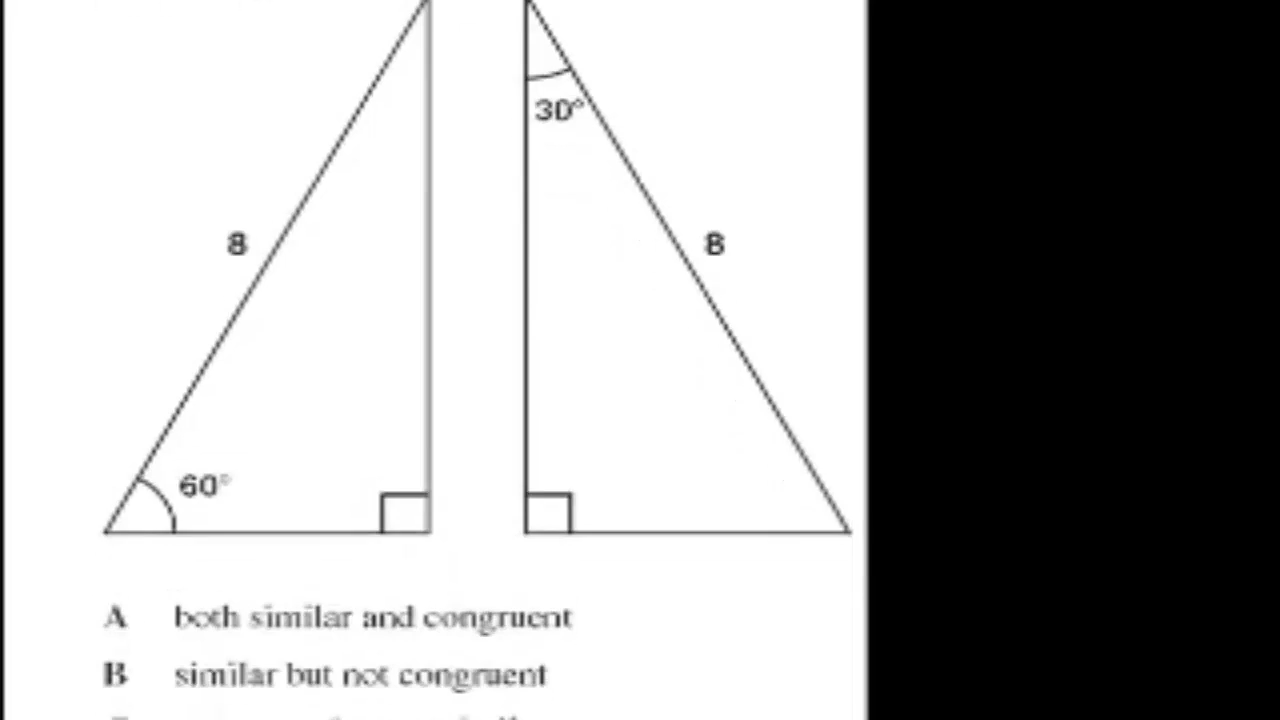 30°
8
8
60°
A both similar and congruent
B similar but not congruent